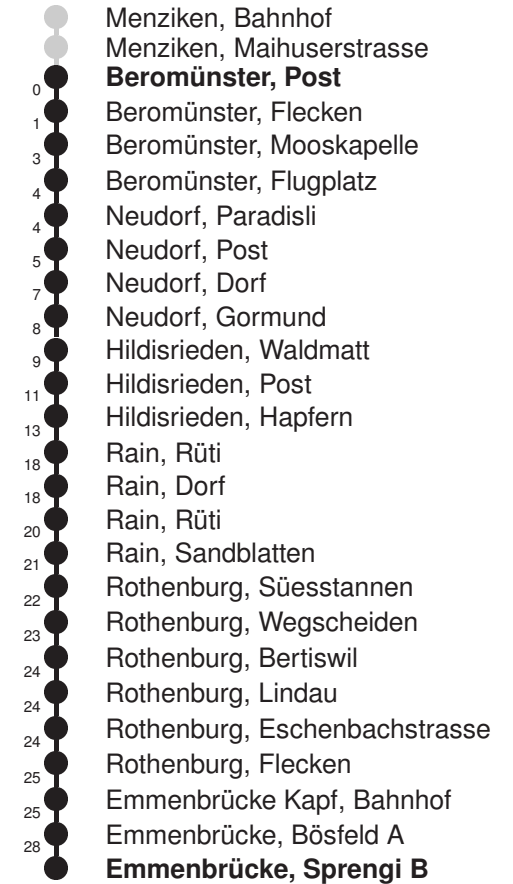 Menziken, Bahnhof
Menziken, Maihuserstrasse
Beromünster, Post
0
Beromünster, Flecken
1
Beromünster, Mooskapelle
3
Beromünster, Flugplatz
4
Neudorf, Paradisli
4
Neudorf, Post
5
Neudorf, Dorf
7
Neudorf, Gormund
8
Hildisrieden, Waldmatt
9
Hildisrieden, Post
11
Hildisrieden, Hapfern
13
Rain, Rüti
18
Rain, Dorf
18
Rain, Rüti
20
Rain, Sandblatten
21
Rothenburg, Süesstannen
22
Rothenburg, Wegscheiden
23
Rothenburg, Bertiswil
24
Rothenburg, Lindau
24
Rothenburg, Eschenbachstrasse
24
Rothenburg, Flecken
25
Emmenbrücke Kapf, Bahnhof
25
Emmenbrücke, Bösfeld A
28
Emmenbrücke, Sprengi B